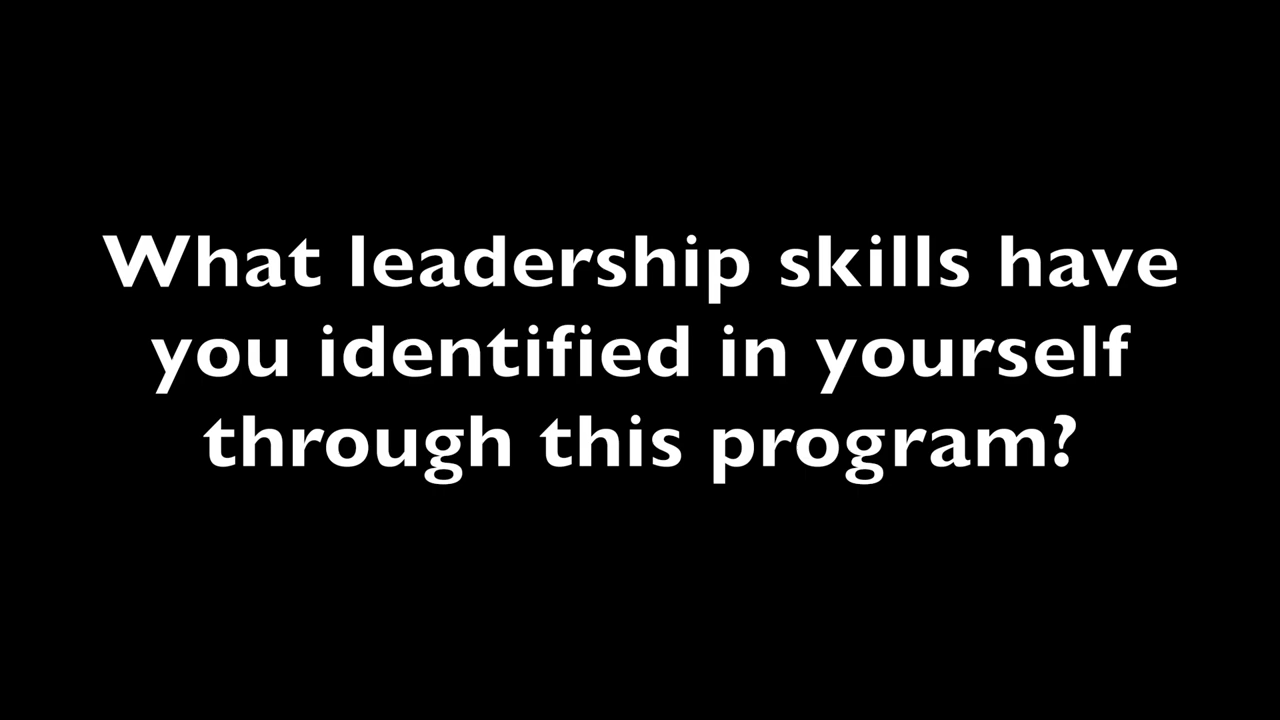 What leadership skills have
you identified in yourself
through this program?